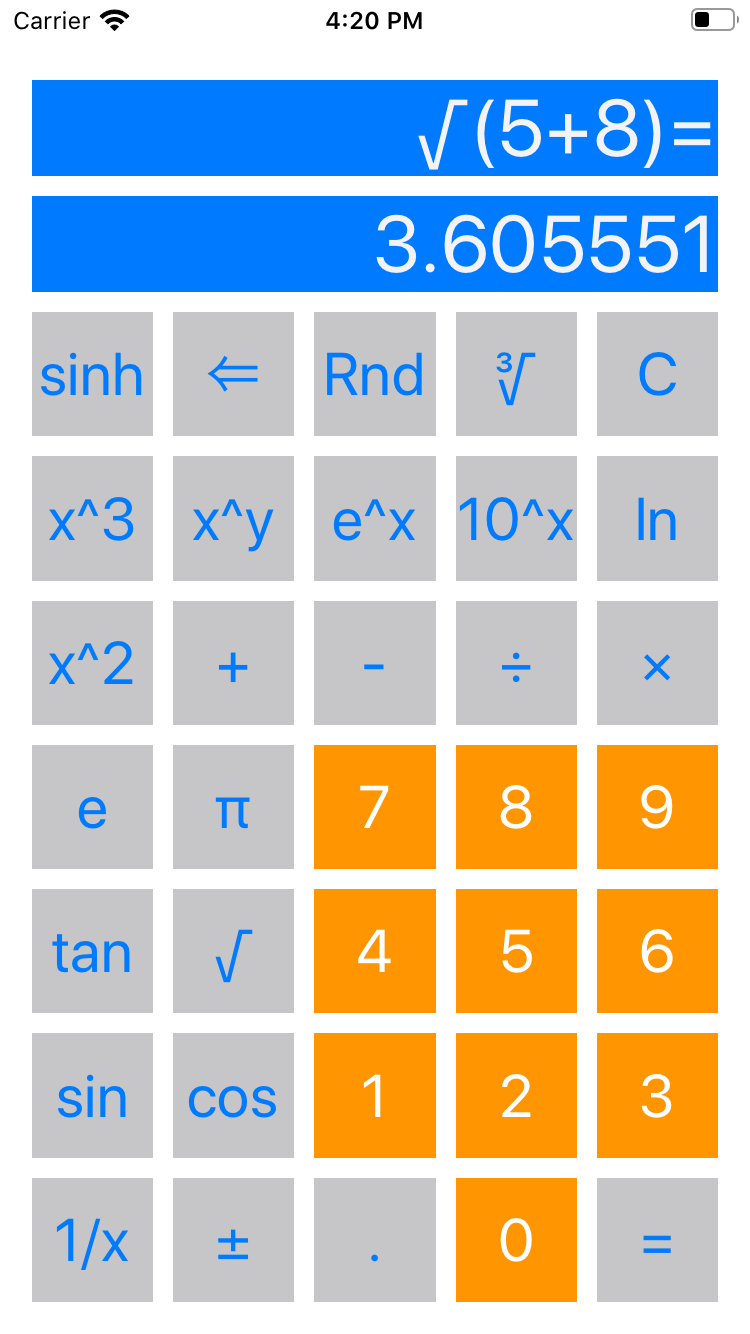 Carrier 4:20 PM
√(5+8)=
3.605551
sinh ⇐ Rnd ∛ C
x^3 x^y e^x 10^x ln
x^2 + - ÷ ×
e π 7 8 9
tan √ 4 5 6
sin cos 1 2 3
1/x ± . 0 =